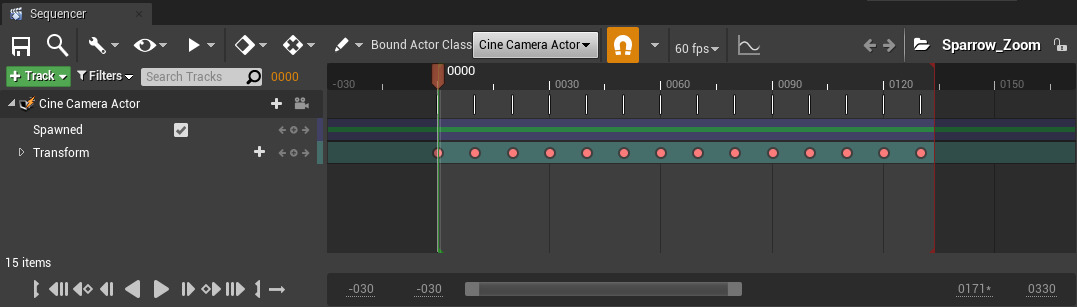 Sequencer
Bound Actor Class Cine Camera Actor 60 fps Sparrow_Zoom
Track Filters Search Tracks 0000
-030 0000 0030 0060 0090 0120 0150
Cine Camera Actor
Spawned
Transform
15 items
-030 -030 0171* 0330